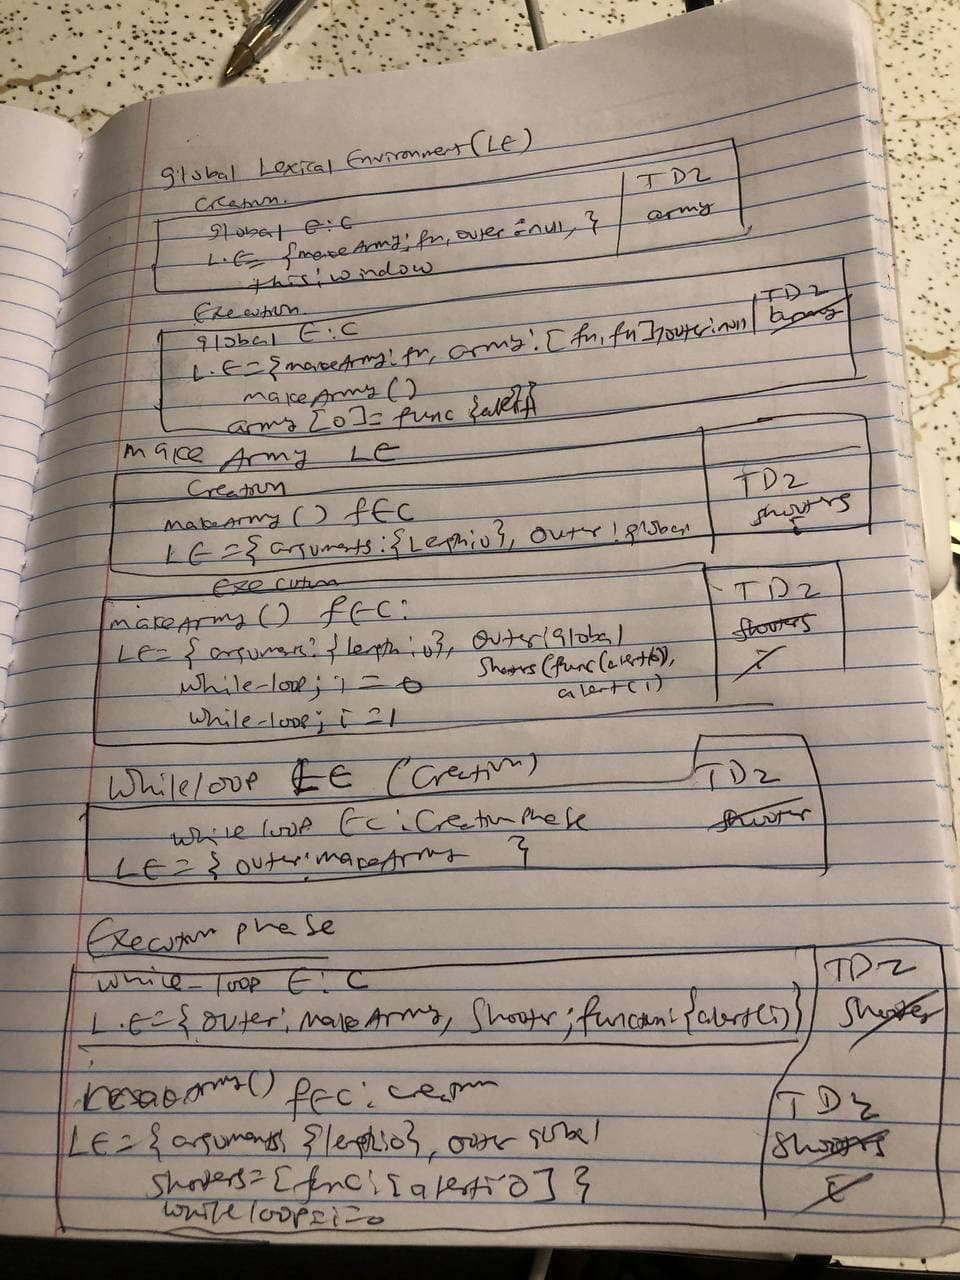 global Lexical Environment (LE)
Creation.
TDZ
army
global E.C
L.E = {makeArmy: fn, outer = null, }
this: window
Execution.
TDZ
army
global E.C
L.E = {makeArmy: fn, army: [fn, fn], outer: null
makeArmy ()
army [0] = func {alert}
make Army LE
Creation
TDZ
shooters
i
makeArmy () fEC
LE = { arguments: {Length: 0}, Outer: global
Execution
makeArmy () fEC:
TDZ
shooters
i
LE = { argument: {length: 0}, outer: global
shooters (func (alert(0)),
alert (i)
while-loop; i = 0
while-loop; i = 1
While loop LE (Creation)
TDZ
shooter
while loop EC: Creation phase
LE = { outer: makeArmy }
Execution phase
while-loop E.C
TDZ
L.E = { outer: makeArmy, shooter; function: {alert(i)}
shooter
Army () fEC: creation
TDZ
LE = { arguments {length: 0}, outer global
shooters
shooters = [func: {alert: 0] }
i
while loop = i = 0